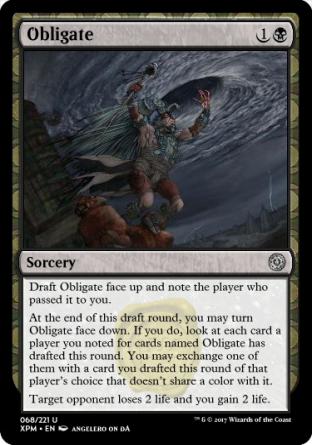 Obligate 1
Sorcery
Draft Obligate face up and note the player who
passed it to you.
At the end of this draft round, you may turn
Obligate face down. If you do, look at each card a
player you noted for cards named Obligate has
drafted this round. You may exchange one
of them with a card you drafted this round of
that player's choice that doesn't share a color with it.
Target opponent loses 2 life and you gain 2 life.
068/221 U
XPM • EN ANGELERO ON DA
™ & © 2017 Wizards of the Coast